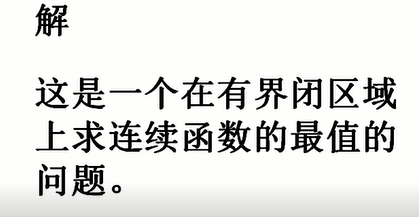 解
这是一个在有界闭区域
上求连续函数的最值的
问题。